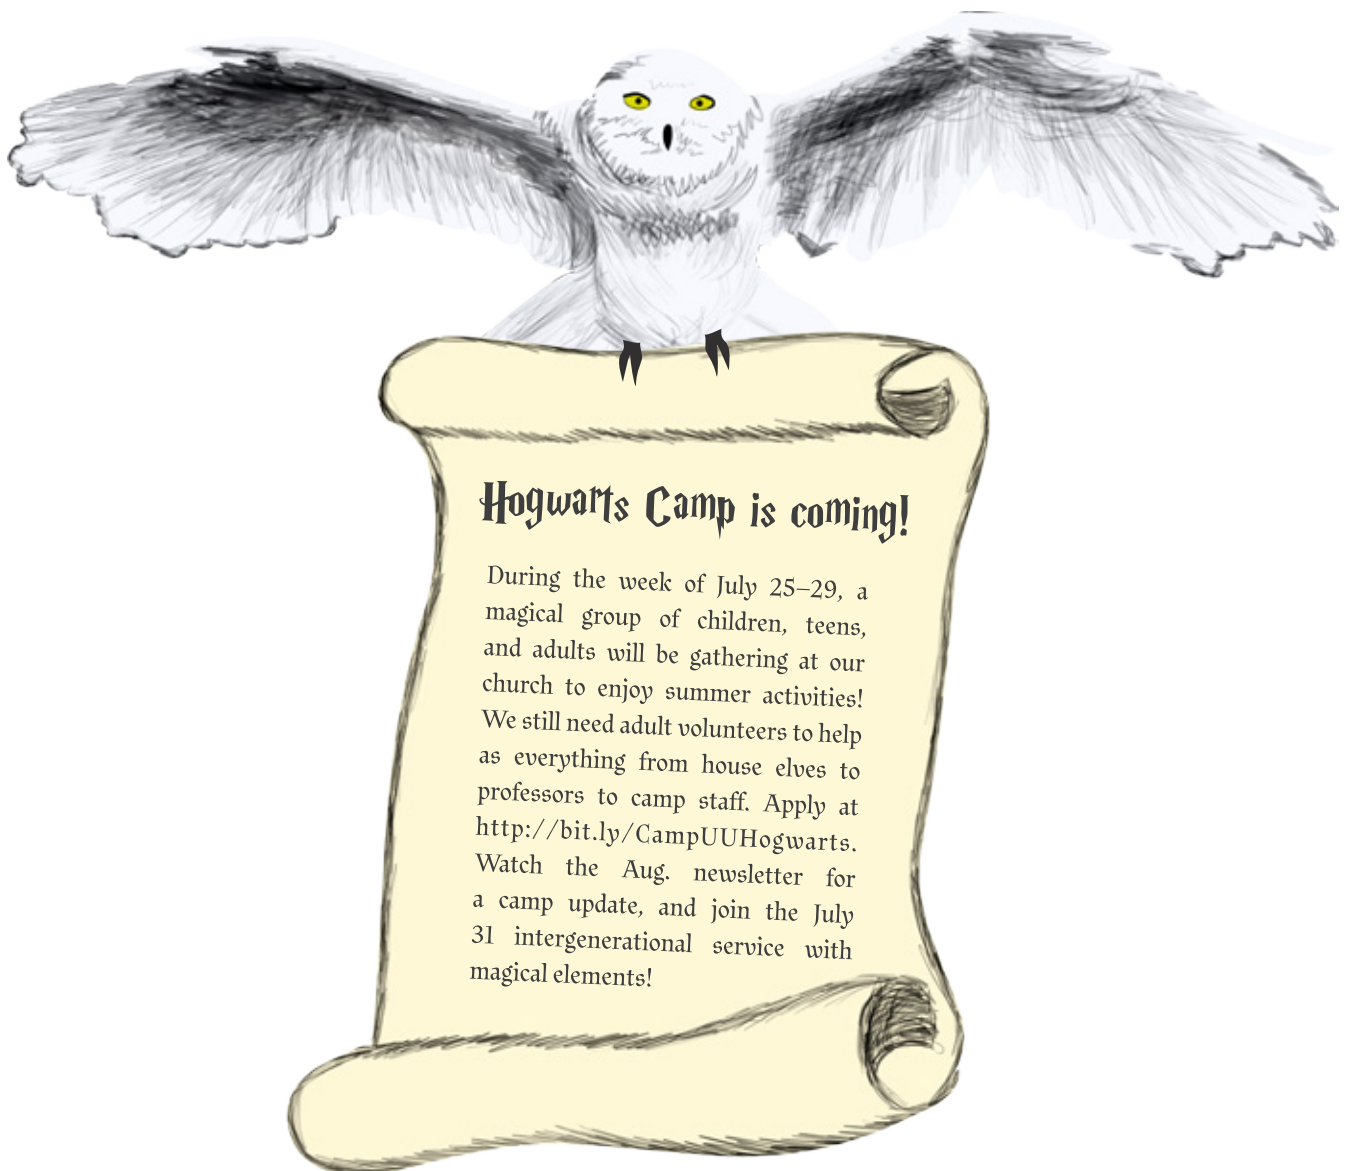 Hogwarts Camp is coming!
During the week of July 25–29, a
magical group of children, teens,
and adults will be gathering at our
church to enjoy summer activities!
We still need adult volunteers to help
as everything from house elves to
professors to camp staff. Apply at
http://bit.ly/CampUUHogwarts.
Watch the Aug. newsletter for
a camp update, and join the July
31 intergenerational service with
magical elements!